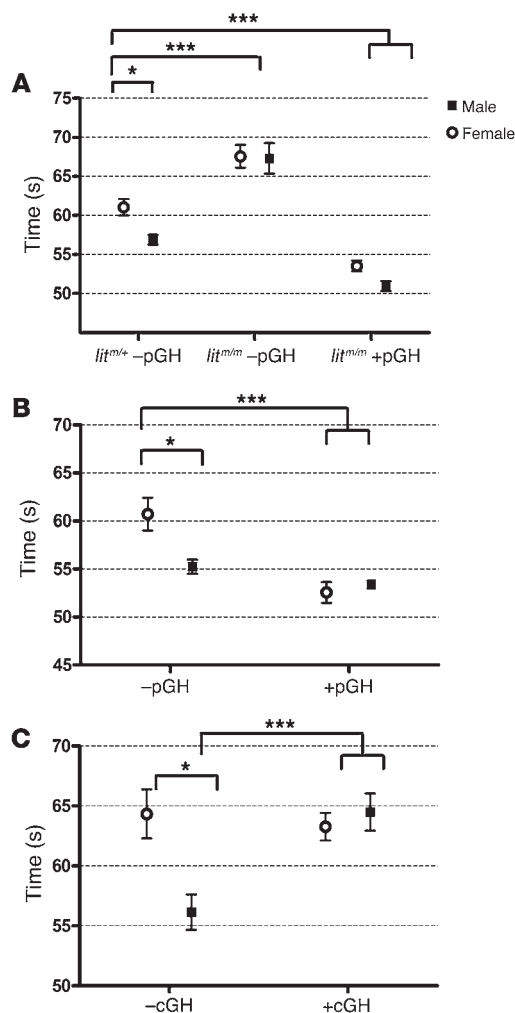 ***
***
*
A
75
70
65
60
55
50
Time (s)
Male
Female
lit^m/+ –pGH
lit^m/m –pGH
lit^m/m +pGH
B
***
*
70
65
60
55
50
45
Time (s)
–pGH
+pGH
C
***
*
70
65
60
55
50
Time (s)
–cGH
+cGH